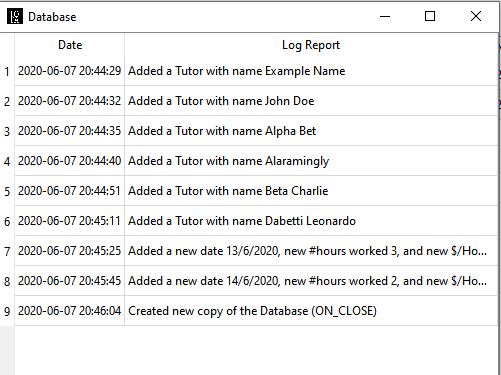 Database
Date Log Report
1 2020-06-07 20:44:29 Added a Tutor with name Example Name
2 2020-06-07 20:44:32 Added a Tutor with name John Doe
3 2020-06-07 20:44:35 Added a Tutor with name Alpha Bet
4 2020-06-07 20:44:40 Added a Tutor with name Alaramingly
5 2020-06-07 20:44:51 Added a Tutor with name Beta Charlie
6 2020-06-07 20:45:11 Added a Tutor with name Dabetti Leonardo
7 2020-06-07 20:45:25 Added a new date 13/6/2020, new #hours worked 3, and new $/Ho...
8 2020-06-07 20:45:45 Added a new date 14/6/2020, new #hours worked 2, and new $/Ho...
9 2020-06-07 20:46:04 Created new copy of the Database (ON_CLOSE)